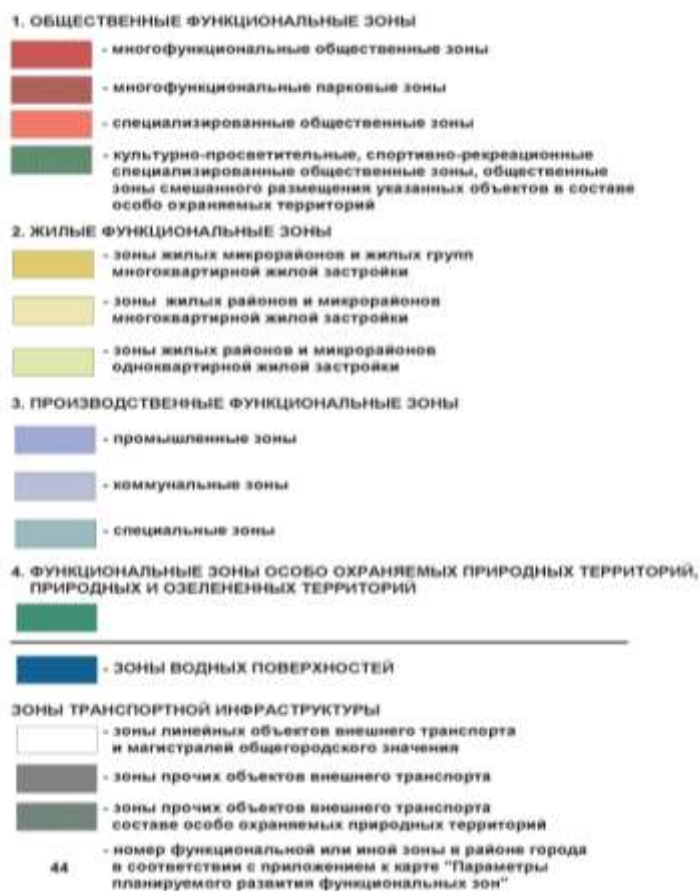 1. ОБЩЕСТВЕННЫЕ ФУНКЦИОНАЛЬНЫЕ ЗОНЫ
- многофункциональные общественные зоны
- многофункциональные парковые зоны
- специализированные общественные зоны
- культурно-просветительные, спортивно-рекреационные
специализированные общественные зоны, общественные
зоны смешанного размещения указанных объектов в составе
особо охраняемых территорий
2. ЖИЛЫЕ ФУНКЦИОНАЛЬНЫЕ ЗОНЫ
- зоны жилых микрорайонов и жилых групп
многоквартирной жилой застройки
- зоны жилых районов и микрорайонов
многоквартирной жилой застройки
- зоны жилых районов и микрорайонов
одноквартирной жилой застройки
3. ПРОИЗВОДСТВЕННЫЕ ФУНКЦИОНАЛЬНЫЕ ЗОНЫ
- промышленные зоны
- коммунальные зоны
- специальные зоны
4. ФУНКЦИОНАЛЬНЫЕ ЗОНЫ ОСОБО ОХРАНЯЕМЫХ ПРИРОДНЫХ ТЕРРИТОРИЙ,
ПРИРОДНЫХ И ОЗЕЛЕНЕННЫХ ТЕРРИТОРИЙ
- ЗОНЫ ВОДНЫХ ПОВЕРХНОСТЕЙ
ЗОНЫ ТРАНСПОРТНОЙ ИНФРАСТРУКТУРЫ
- зоны линейных объектов внешнего транспорта
и магистралей общегородского значения
- зоны прочих объектов внешнего транспорта
- зоны прочих объектов внешнего транспорта
составе особо охраняемых природных территорий
- номер функциональной или иной зоны в районе города
44 в соответствии с приложением к карте "Параметры
планируемого развития функциональных зон"